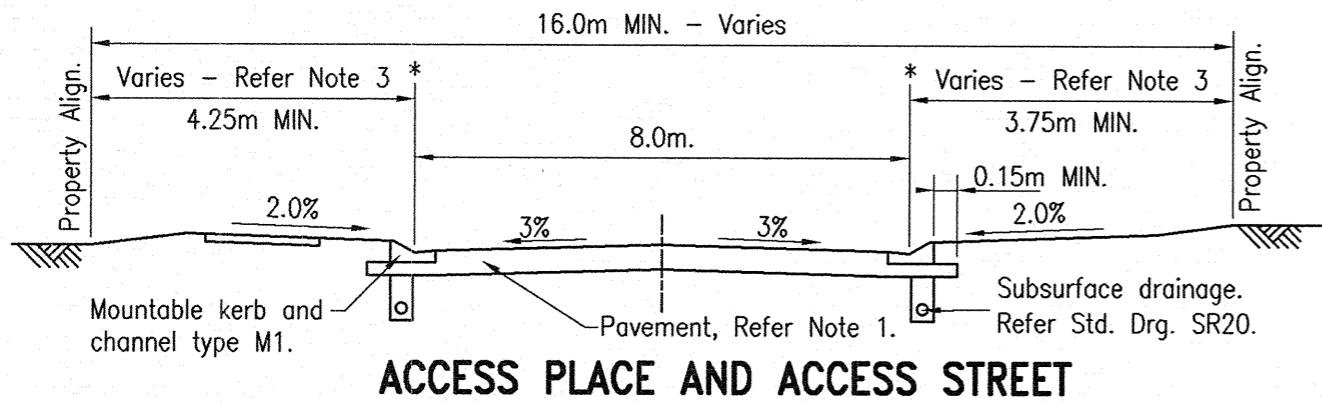 16.0m MIN. – Varies
Property Align.
Varies – Refer Note 3 *
4.25m MIN.
8.0m.
* Varies – Refer Note 3
3.75m MIN.
Property Align.
0.15m MIN.
2.0%
3%
3%
2.0%
Mountable kerb and
channel type M1.
Pavement, Refer Note 1.
Subsurface drainage.
Refer Std. Drg. SR20.
ACCESS PLACE AND ACCESS STREET